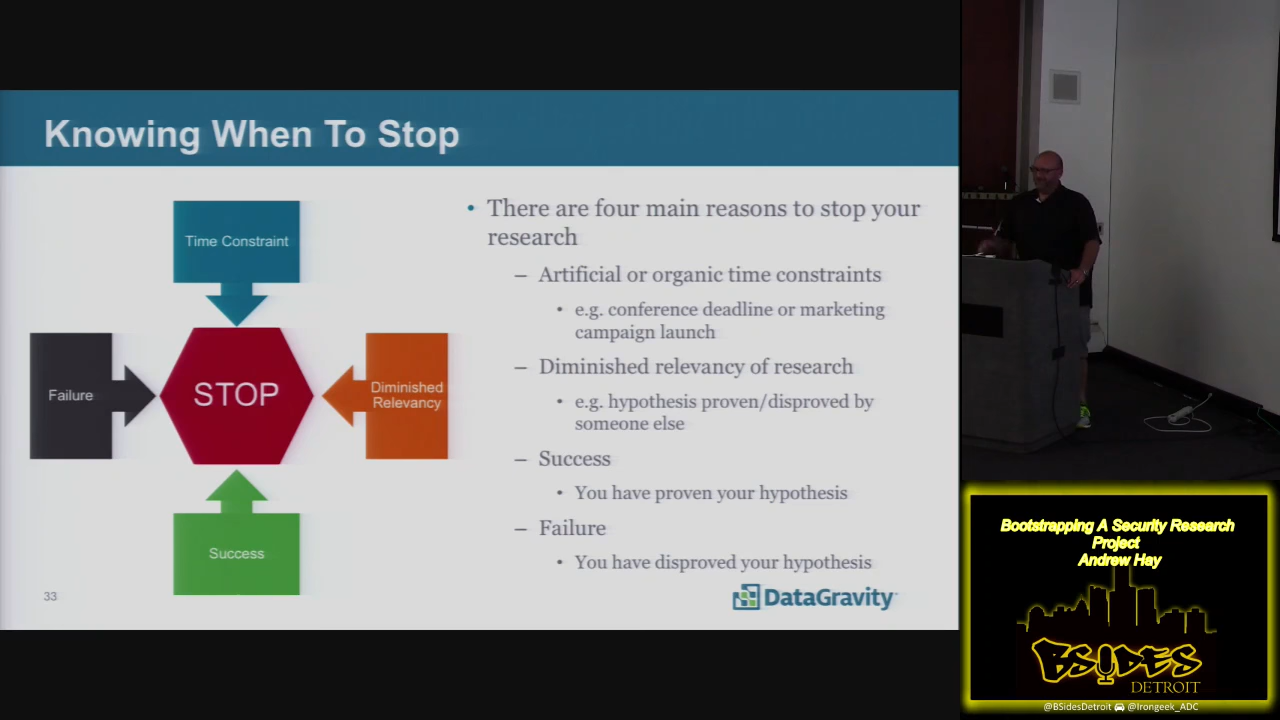 Knowing When To Stop
Time Constraint
Failure
STOP
Diminished
Relevancy
Success
33
• There are four main reasons to stop your
research
– Artificial or organic time constraints
• e.g. conference deadline or marketing
campaign launch
– Diminished relevancy of research
• e.g. hypothesis proven/disproved by
someone else
– Success
• You have proven your hypothesis
– Failure
• You have disproved your hypothesis
DataGravity
Bootstrapping A Security Research
Project
Andrew Hay
BSIDES
DETROIT
@BSidesDetroit @Irongeek_ADC